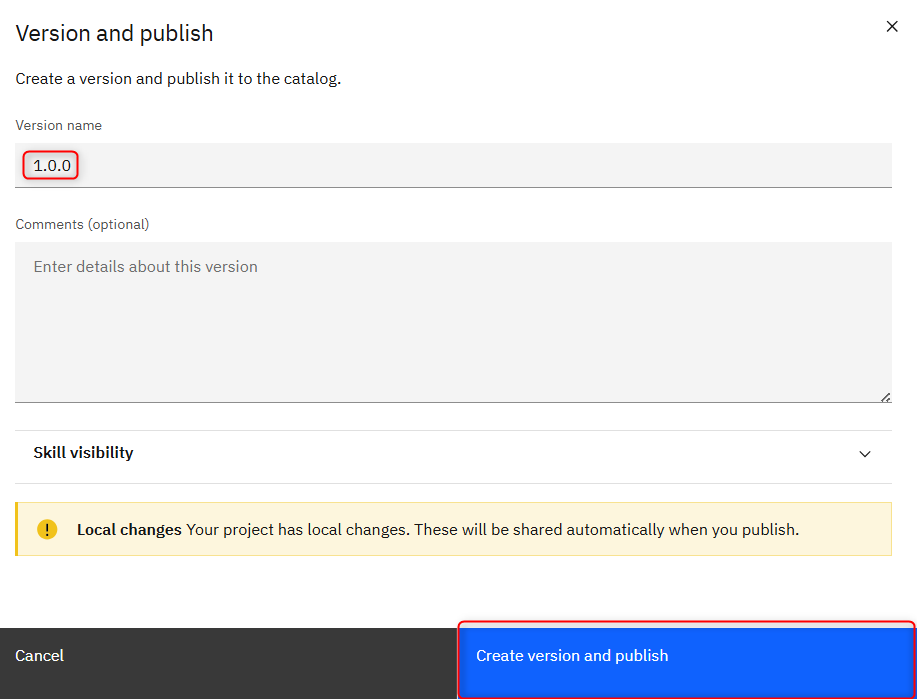 Version and publish
Create a version and publish it to the catalog.
Version name
1.0.0
Comments (optional)
Enter details about this version
Skill visibility
Local changes Your project has local changes. These will be shared automatically when you publish.
Cancel
Create version and publish